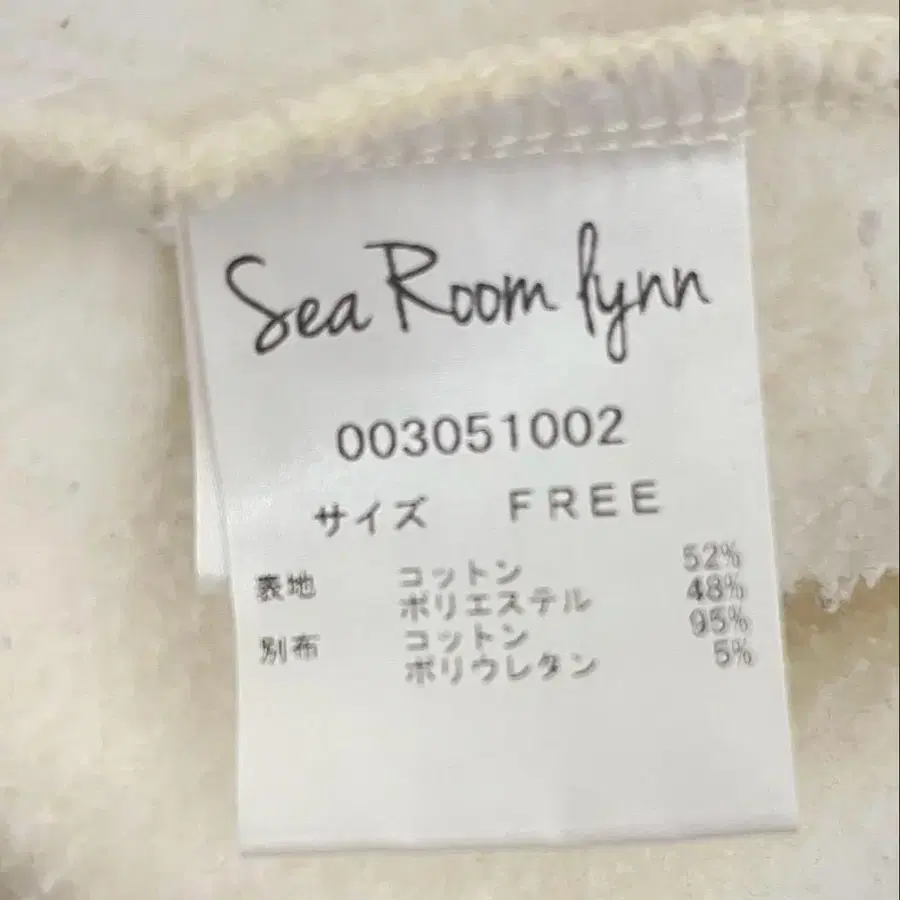 Sea Room lynn
003051002
サイズ FREE
表地 コットン 52%
ポリエステル 48%
別布 コットン 95%
ポリウレタン 5%